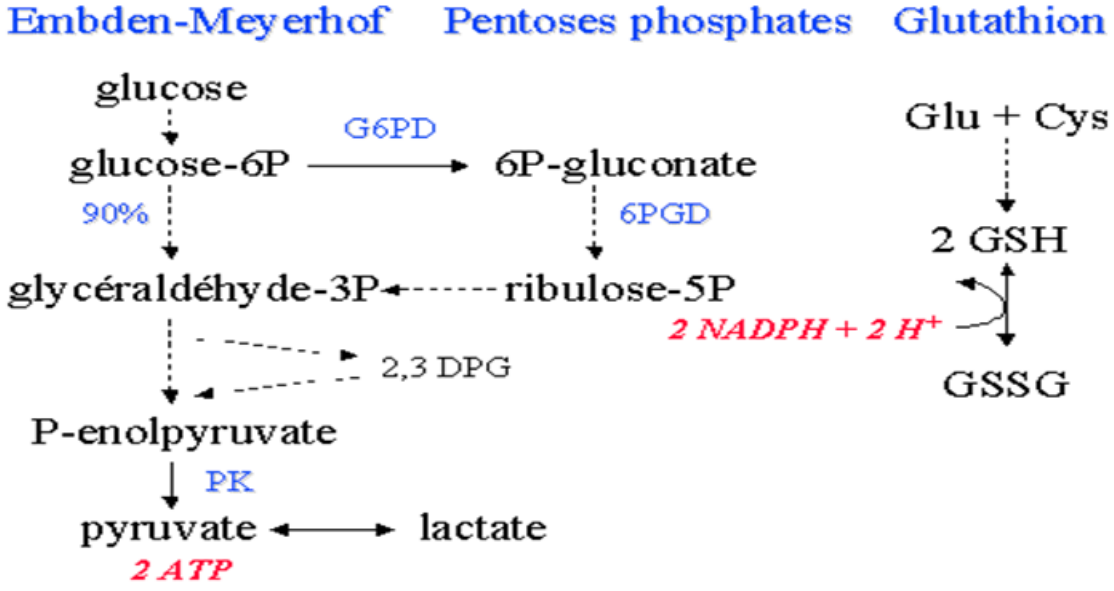 Embden-Meyerhof Pentoses phosphates Glutathion
glucose
Glu + Cys
G6PD
glucose-6P 6P-gluconate
90% 6PGD
2 GSH
glycéraldéhyde-3P ribulose-5P
2 NADPH + 2 H+
2,3 DPG
GSSG
P-enolpyruvate
PK
pyruvate lactate
2 ATP